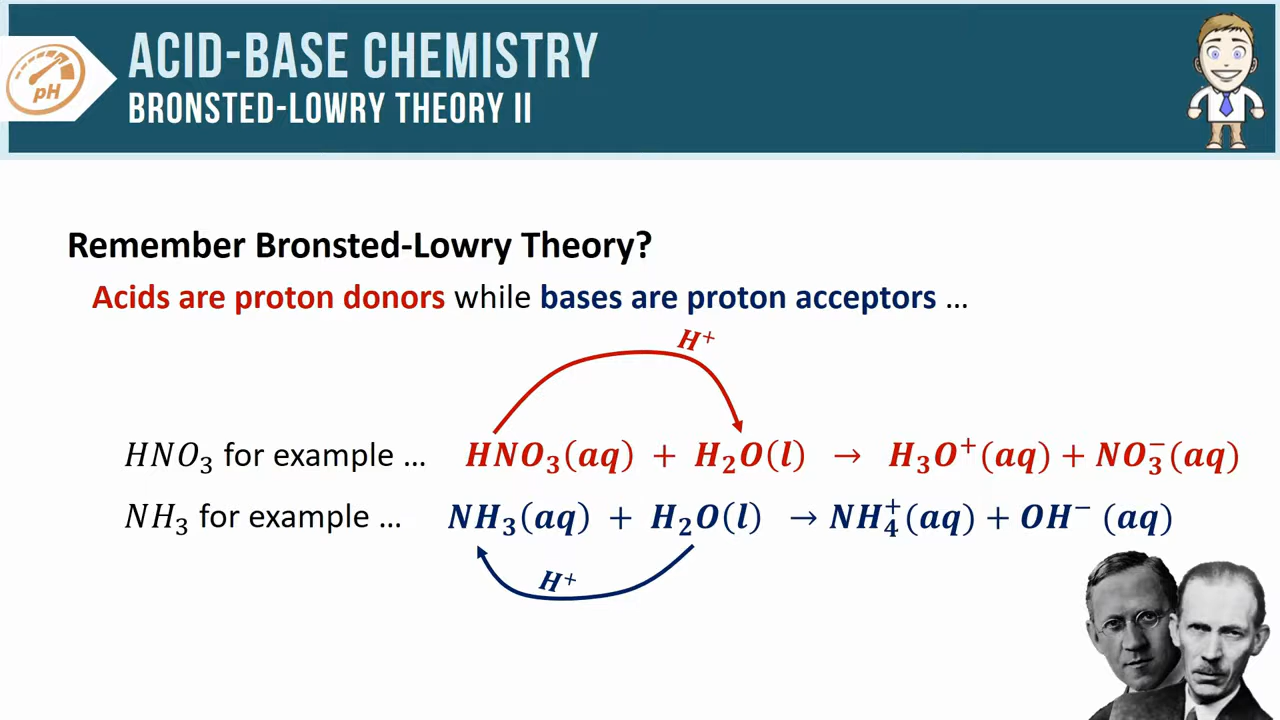 pH
ACID-BASE CHEMISTRY
BRONSTED-LOWRY THEORY II
Remember Bronsted-Lowry Theory?
Acids are proton donors while bases are proton acceptors ...
H⁺
HNO₃ for example ... HNO₃(aq) + H₂O(l) → H₃O⁺(aq) + NO₃⁻(aq)
NH₃ for example ... NH₃(aq) + H₂O(l) → NH₄⁺(aq) + OH⁻ (aq)
H⁺